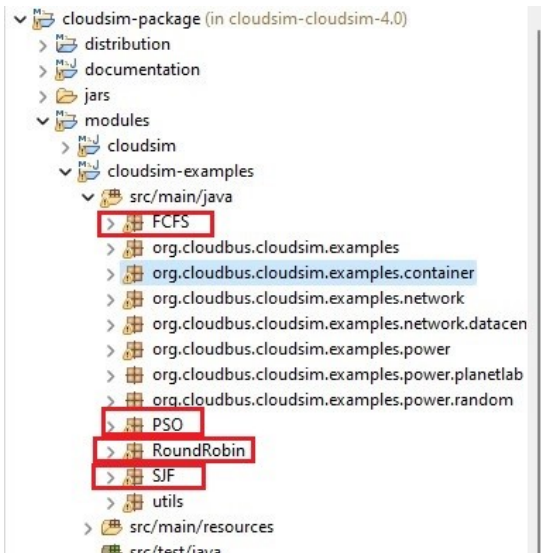 cloudsim-package (in cloudsim-cloudsim-4.0)
distribution
documentation
jars
modules
cloudsim
cloudsim-examples
src/main/java
FCFS
org.cloudbus.cloudsim.examples
org.cloudbus.cloudsim.examples.container
org.cloudbus.cloudsim.examples.network
org.cloudbus.cloudsim.examples.network.datacen
org.cloudbus.cloudsim.examples.power
org.cloudbus.cloudsim.examples.power.planetlab
org.cloudbus.cloudsim.examples.power.random
PSO
RoundRobin
SJF
utils
src/main/resources
src/test/java